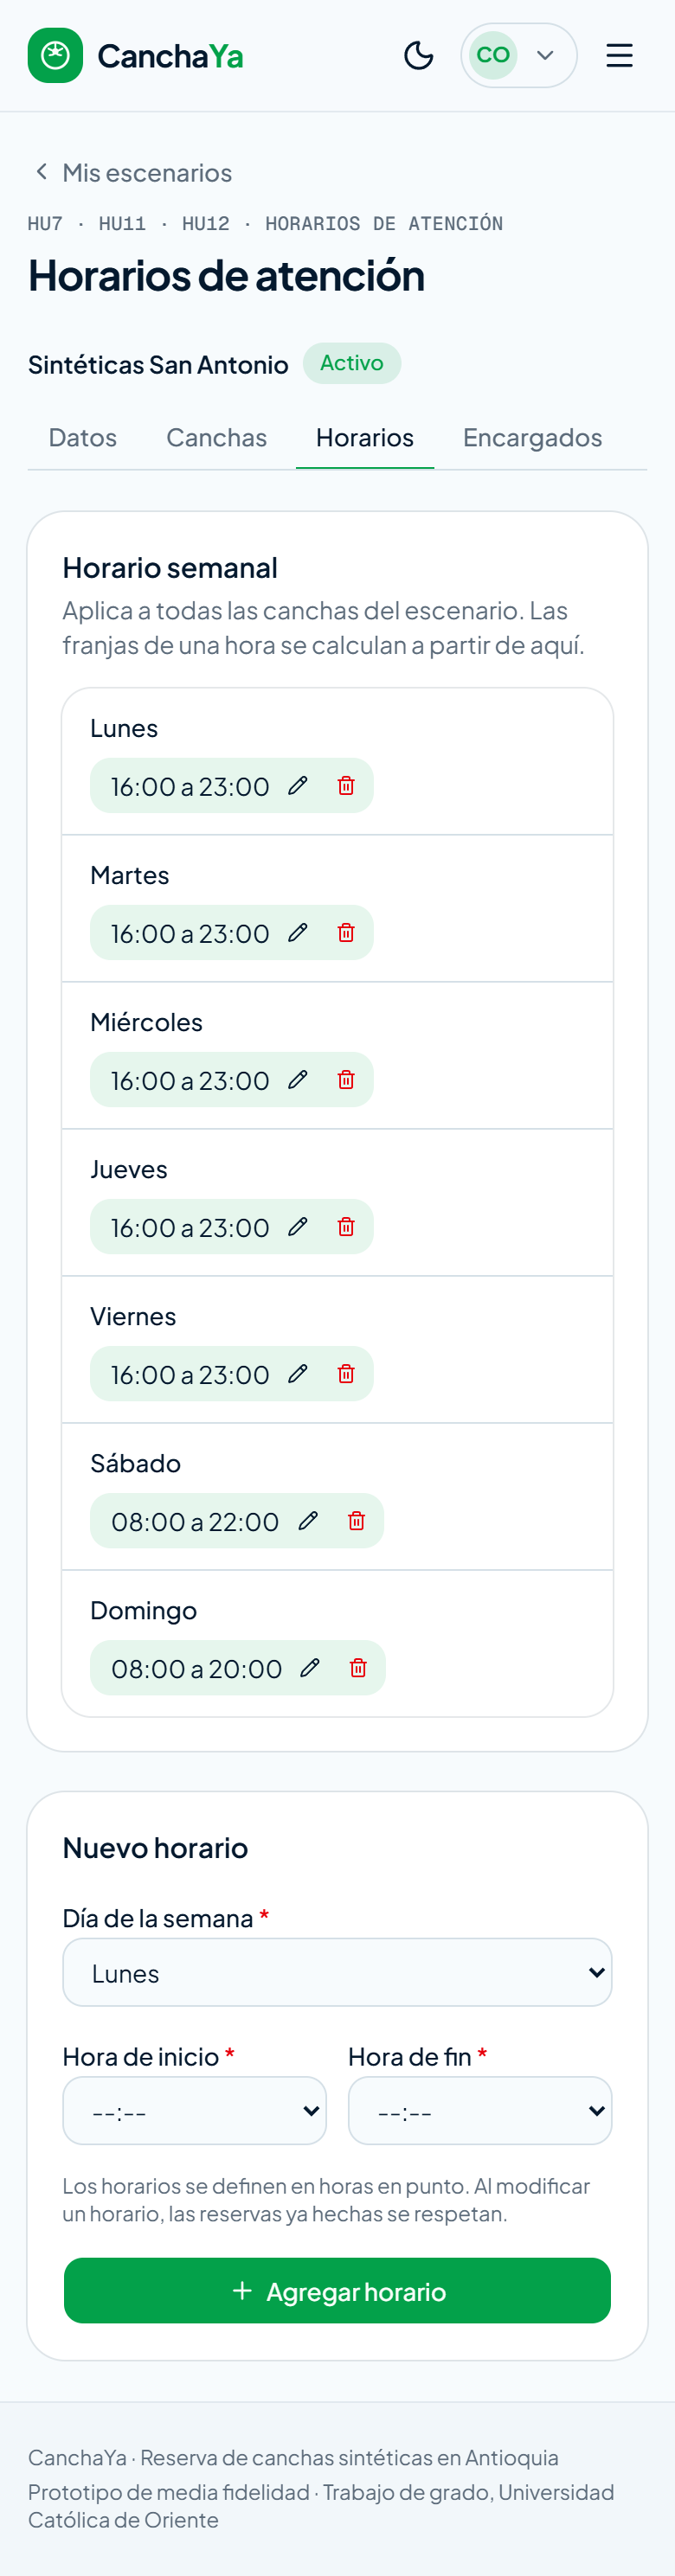 CanchaYa
CO
Mis escenarios
HU7 · HU11 · HU12 · HORARIOS DE ATENCIÓN
Horarios de atención
Sintéticas San Antonio Activo
Datos Canchas Horarios Encargados
Horario semanal
Aplica a todas las canchas del escenario. Las
franjas de una hora se calculan a partir de aquí.
Lunes
16:00 a 23:00
Martes
16:00 a 23:00
Miércoles
16:00 a 23:00
Jueves
16:00 a 23:00
Viernes
16:00 a 23:00
Sábado
08:00 a 22:00
Domingo
08:00 a 20:00
Nuevo horario
Día de la semana *
Lunes
Hora de inicio * Hora de fin *
--:-- --:--
Los horarios se definen en horas en punto. Al modificar
un horario, las reservas ya hechas se respetan.
+ Agregar horario
CanchaYa · Reserva de canchas sintéticas en Antioquia
Prototipo de media fidelidad · Trabajo de grado, Universidad
Católica de Oriente